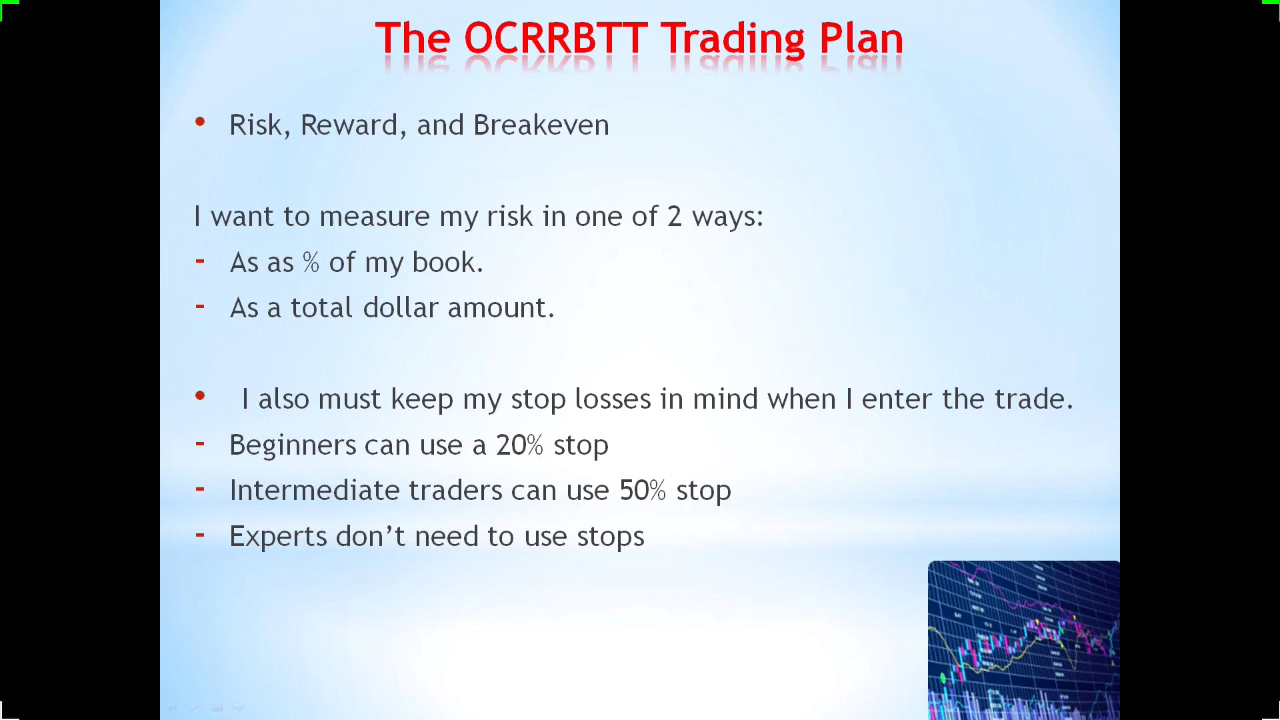 The OCRRBTT Trading Plan
• Risk, Reward, and Breakeven
I want to measure my risk in one of 2 ways:
- As as % of my book.
- As a total dollar amount.
• I also must keep my stop losses in mind when I enter the trade.
- Beginners can use a 20% stop
- Intermediate traders can use 50% stop
- Experts don’t need to use stops